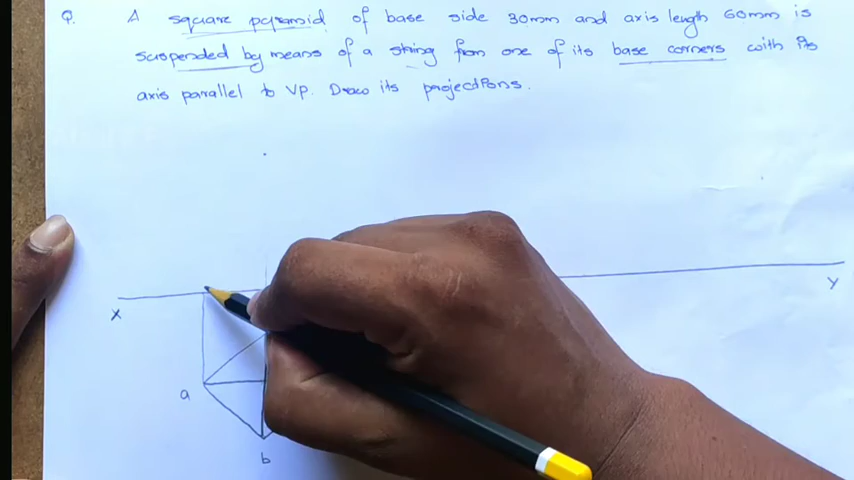 Q. A square pyramid of base side 30mm and axis length 60mm is
suspended by means of a string from one of its base corners with its
axis parallel to VP. Draw its projections.
X
Y
a
b